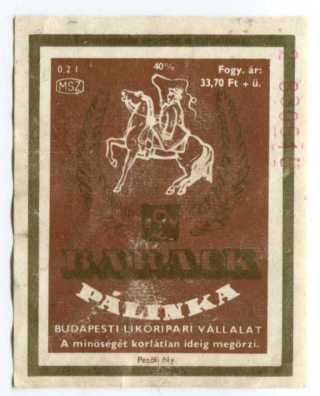 0,2 l
40%
Fogy. ár:
33,70 Ft + ü.
MSZ
BARACK
PÁLINKA
BUDAPESTI LIKŐRIPARI VÁLLALAT
A minőségét korlátlan ideig megőrzi.
Petőfi Ny.